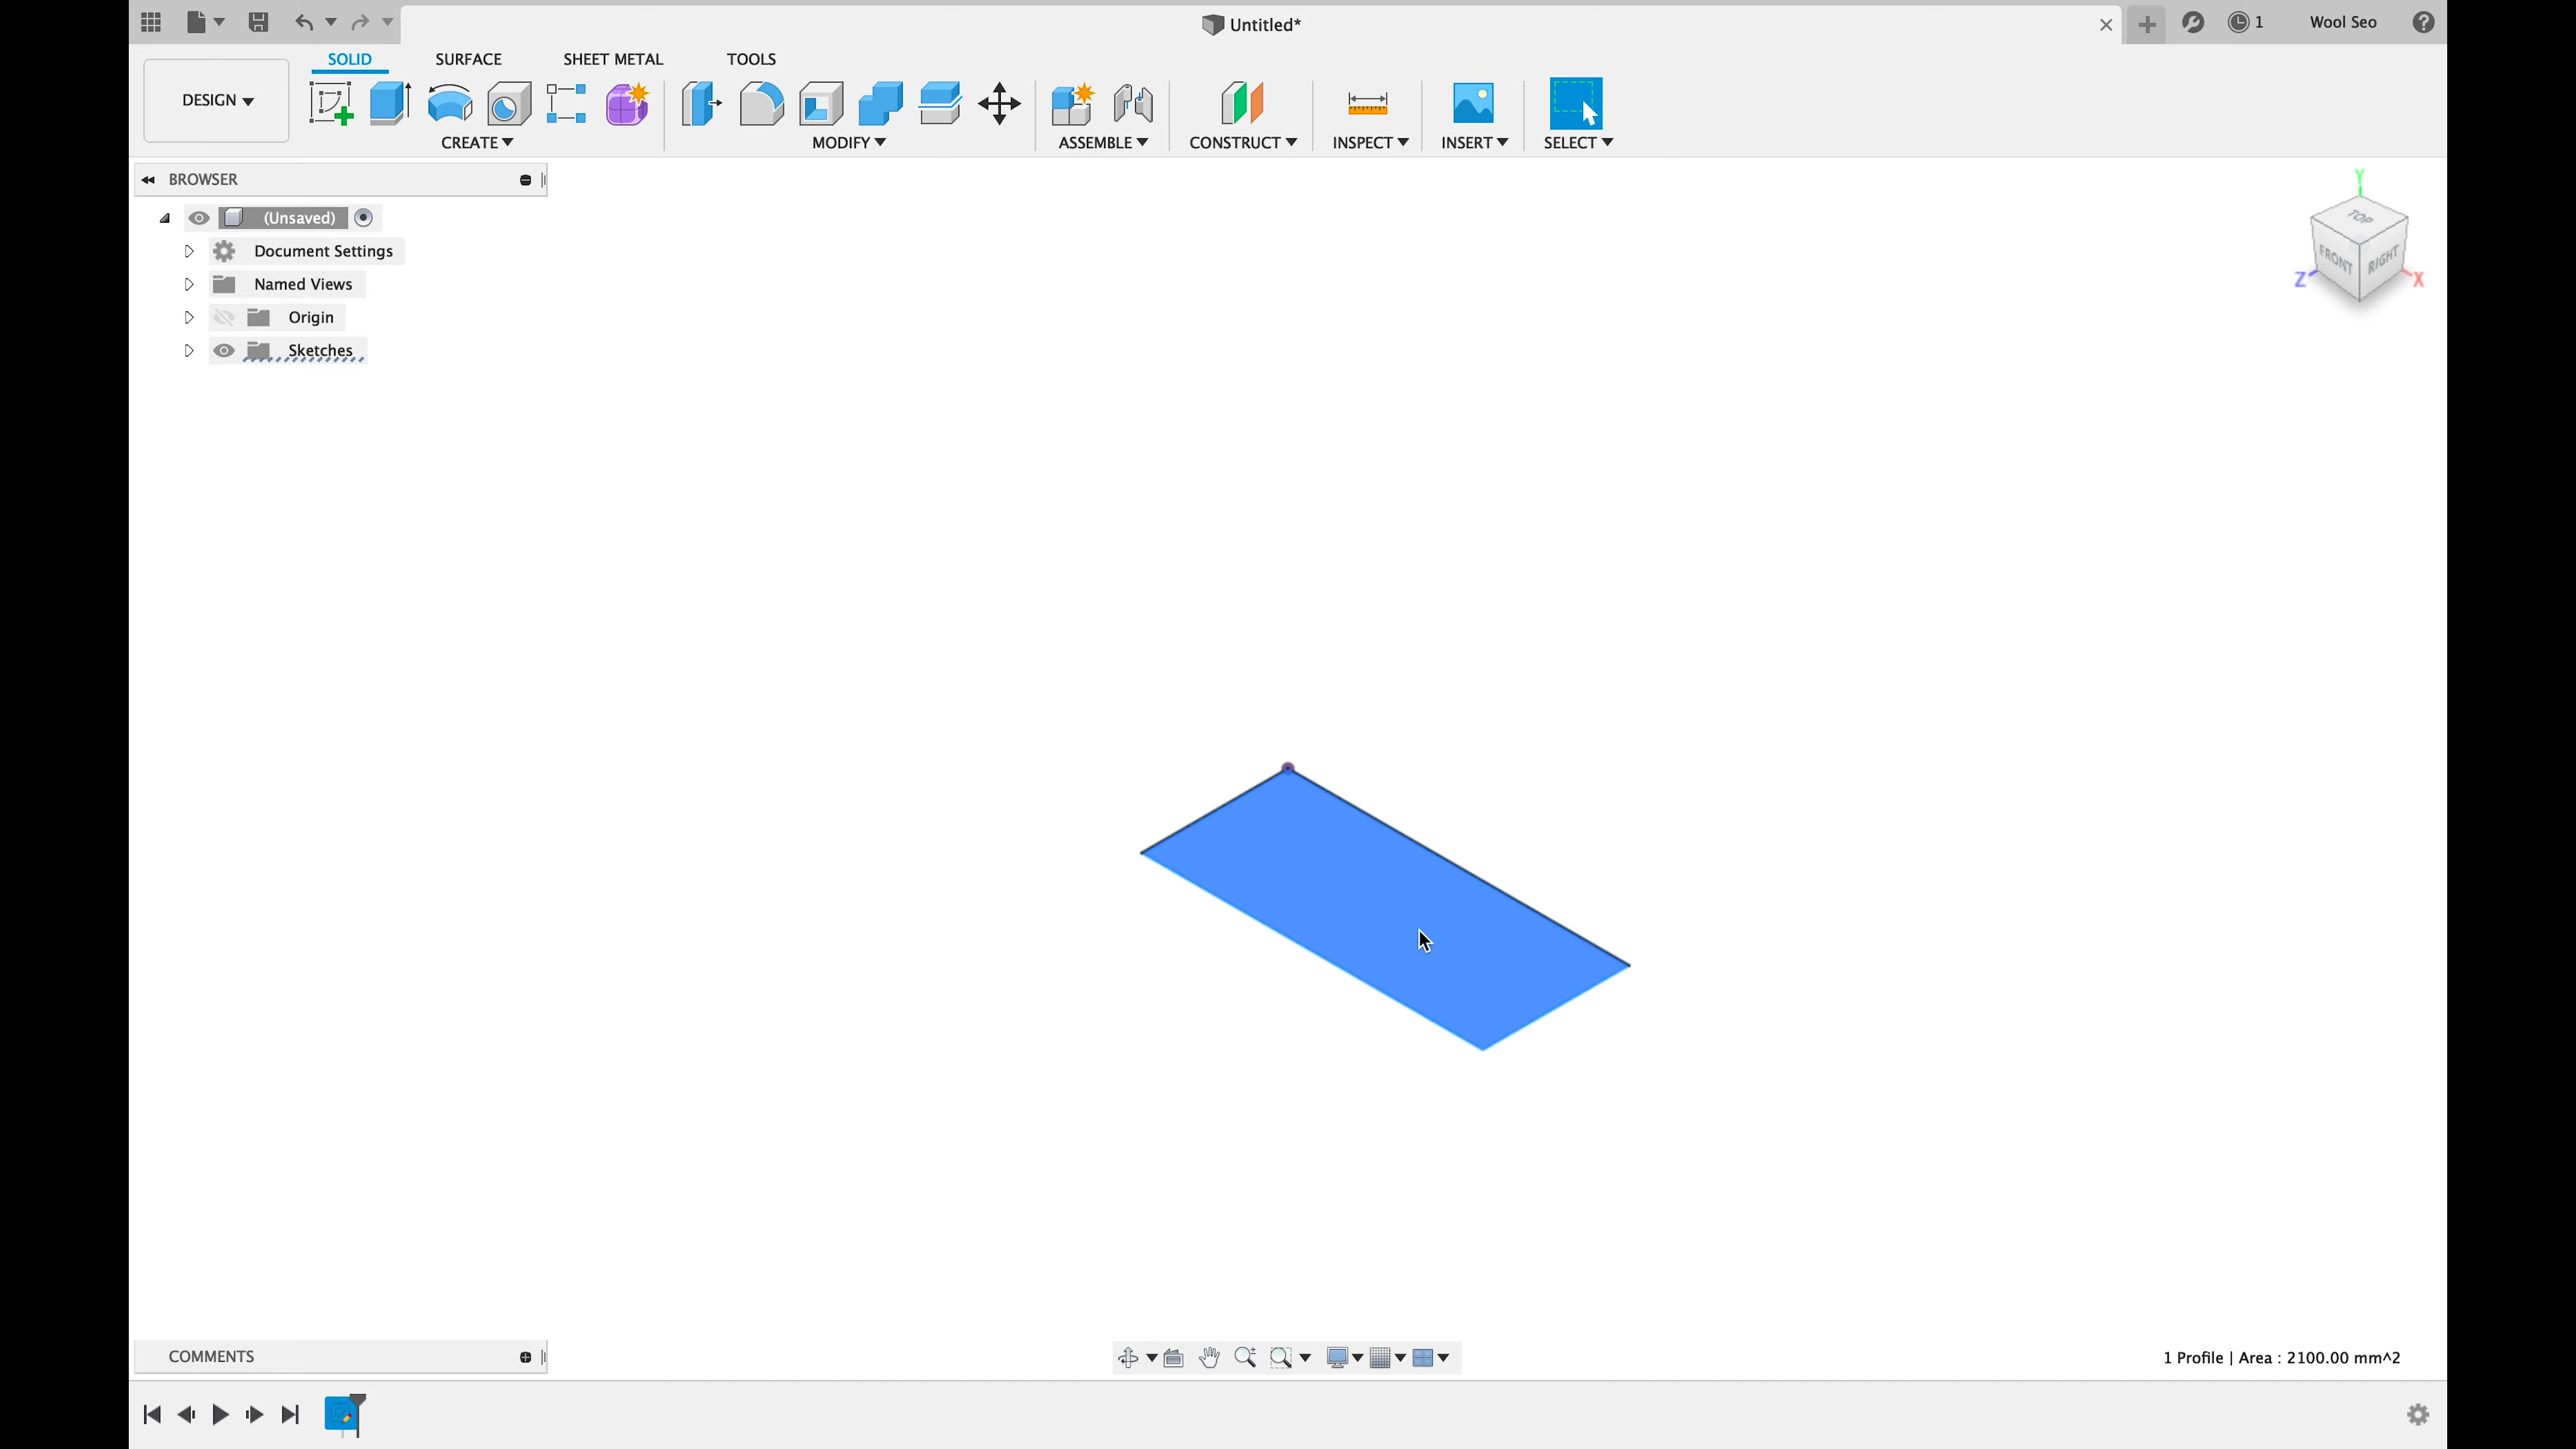 Untitled*
1
Wool Seo
SOLID
SURFACE
SHEET METAL
TOOLS
DESIGN
CREATE
MODIFY
ASSEMBLE
CONSTRUCT
INSPECT
INSERT
SELECT
BROWSER
(Unsaved)
Document Settings
Named Views
Origin
Sketches
Y
TOP
FRONT
RIGHT
Z
X
COMMENTS
1 Profile | Area : 2100.00 mm^2